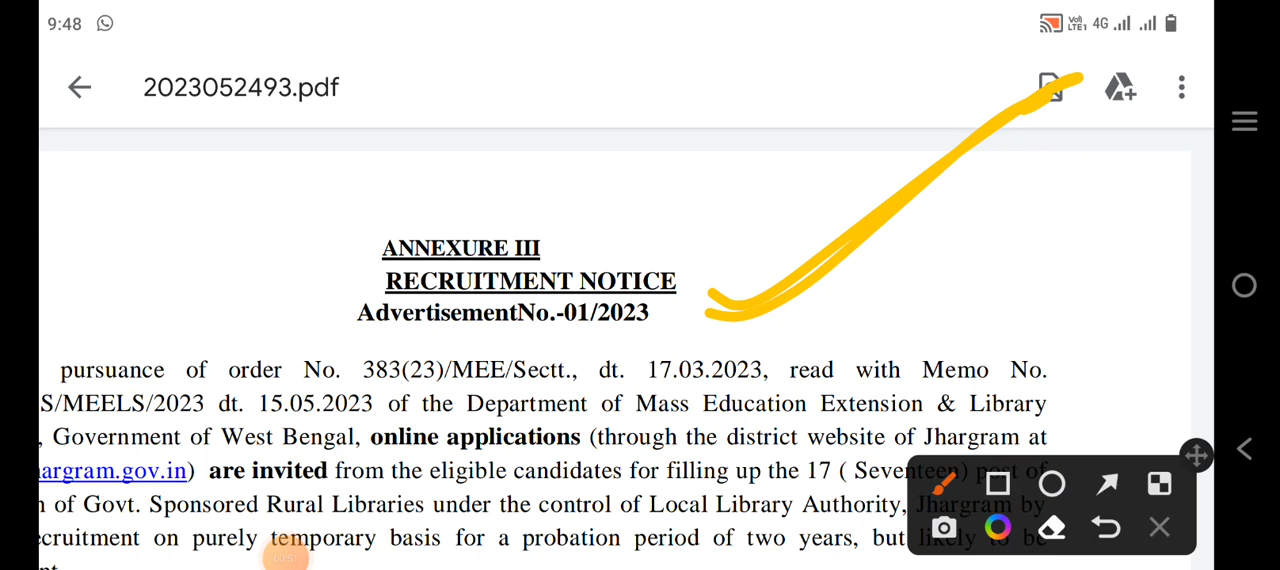 9:48 Vo) LTE1 4G
2023052493.pdf
ANNEXURE III
RECRUITMENT NOTICE
AdvertisementNo.-01/2023
pursuance of order No. 383(23)/MEE/Sectt., dt. 17.03.2023, read with Memo No.
S/MEELS/2023 dt. 15.05.2023 of the Department of Mass Education Extension & Library
, Government of West Bengal, online applications (through the district website of Jhargram at
argram.gov.in) are invited from the eligible candidates for filling up the 17 ( Seventeen) post of
of Govt. Sponsored Rural Libraries under the control of Local Library Authority, Jhargram by
cruitment on purely temporary basis for a probation period of two years, but likely to be